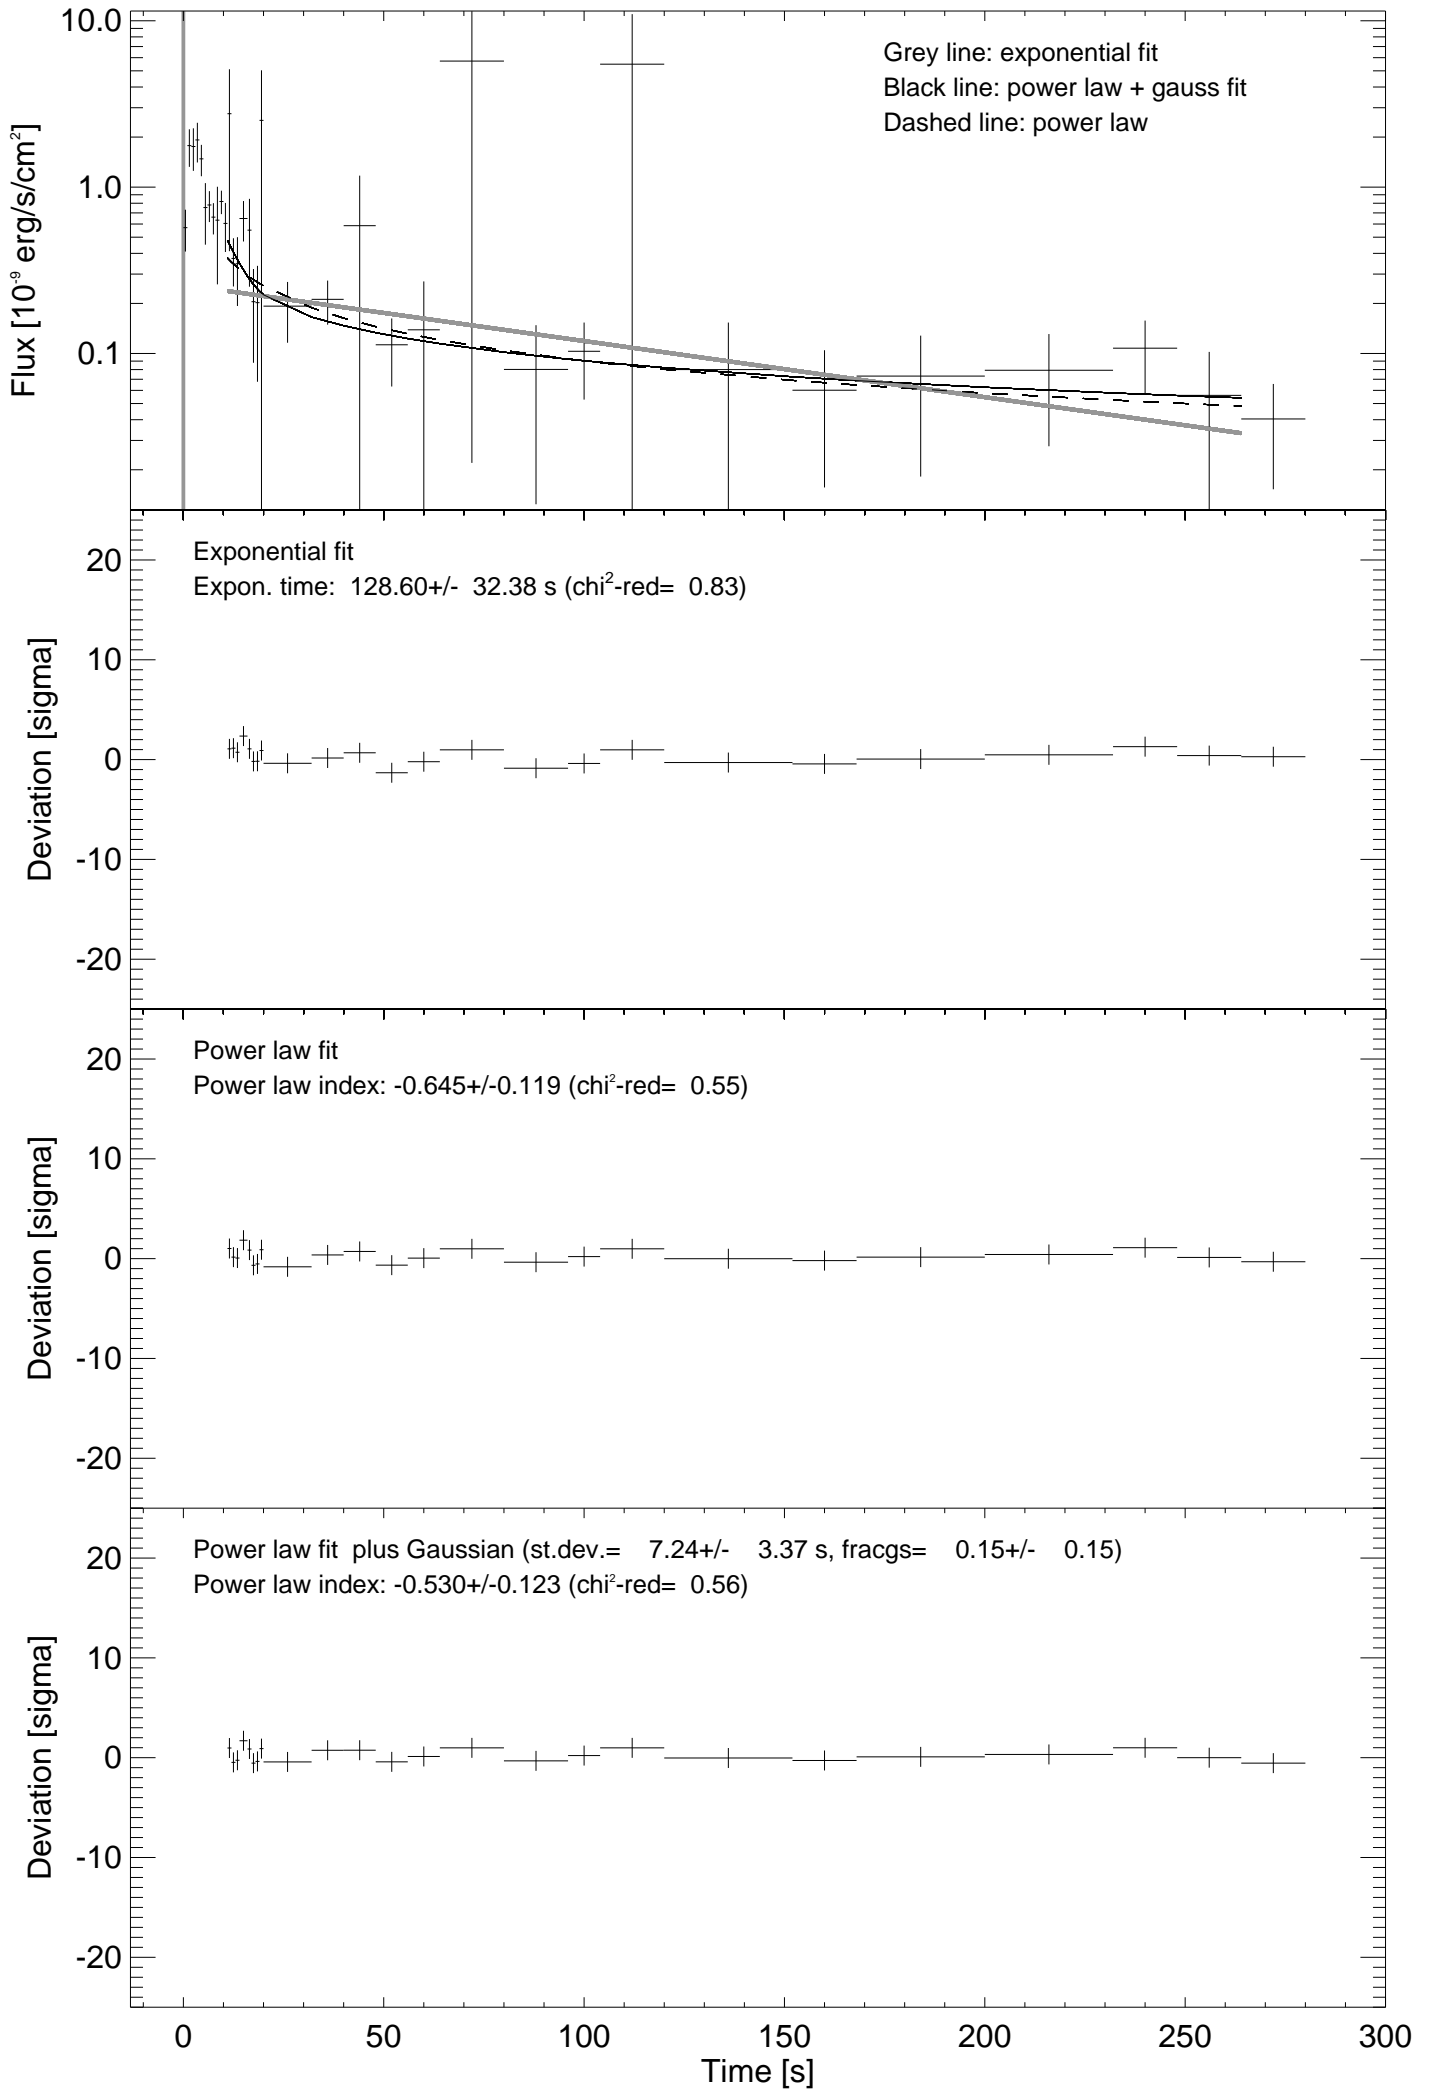 10.0
1.0
0.1
Flux [10⁻⁹ erg/s/cm²]
Grey line: exponential fit
Black line: power law + gauss fit
Dashed line: power law
20
10
0
-10
-20
Deviation [sigma]
Exponential fit
Expon. time: 128.60+/- 32.38 s (chi²-red= 0.83)
20
10
0
-10
-20
Deviation [sigma]
Power law fit
Power law index: -0.645+/-0.119 (chi²-red= 0.55)
20
10
0
-10
-20
Deviation [sigma]
Power law fit plus Gaussian (st.dev.= 7.24+/- 3.37 s, fracgs= 0.15+/- 0.15)
Power law index: -0.530+/-0.123 (chi²-red= 0.56)
0 50 100 150 200 250 300
Time [s]